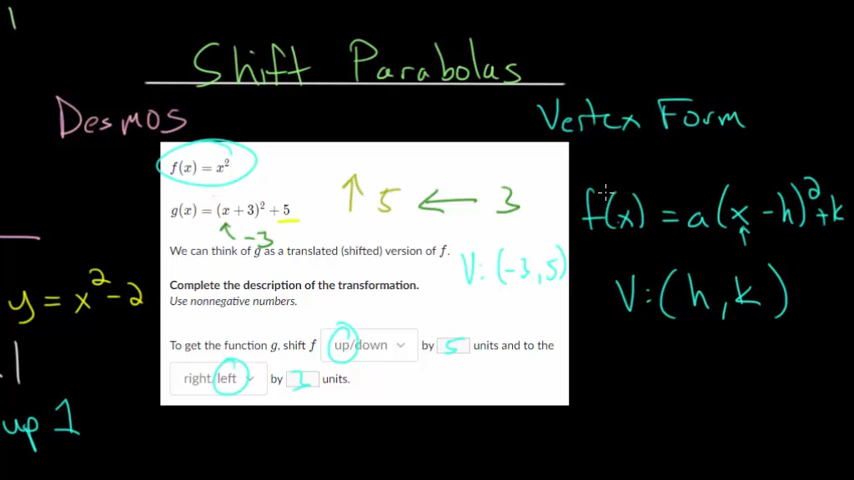 1
Shift Parabolas
Desmos
Vertex Form
f(x) = x²
g(x) = (x + 3)² + 5
↑ 5 ← 3
-3
We can think of g as a translated (shifted) version of f.
V: (-3, 5)
Complete the description of the transformation.
Use nonnegative numbers.
To get the function g, shift f up/down by 5 units and to the
right/left by 3 units.
f(x) = a(x - h)² + k
V: (h, k)
y = x² - 2
up 1